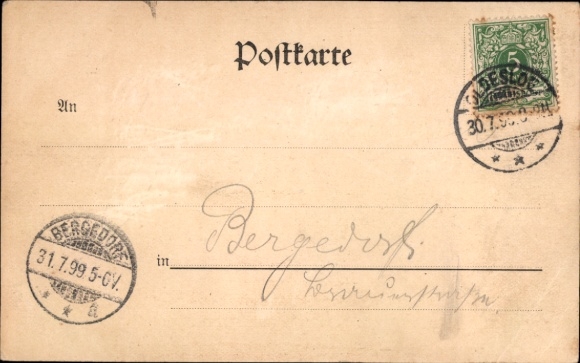 Postkarte
5
OLDESLOE
30.7.99
* * *
An
BERGEDORF
31.7.99 5-6V.
* * a
in Bergedorf.